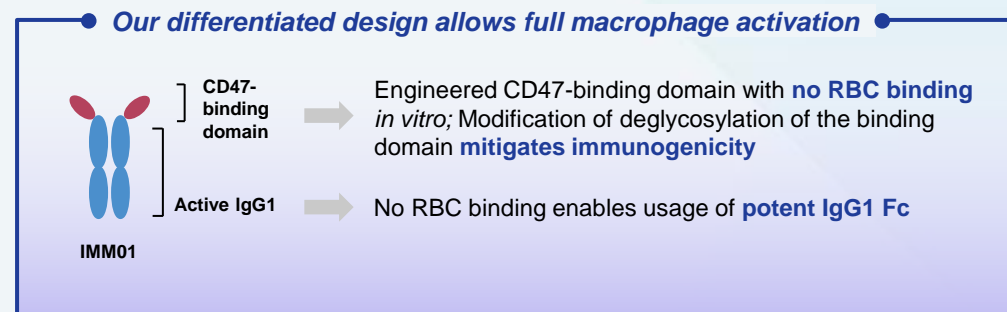 Our differentiated design allows full macrophage activation
CD47-
binding
domain
Engineered CD47-binding domain with no RBC binding
in vitro; Modification of deglycosylation of the binding
domain mitigates immunogenicity
Active IgG1
No RBC binding enables usage of potent IgG1 Fc
IMM01